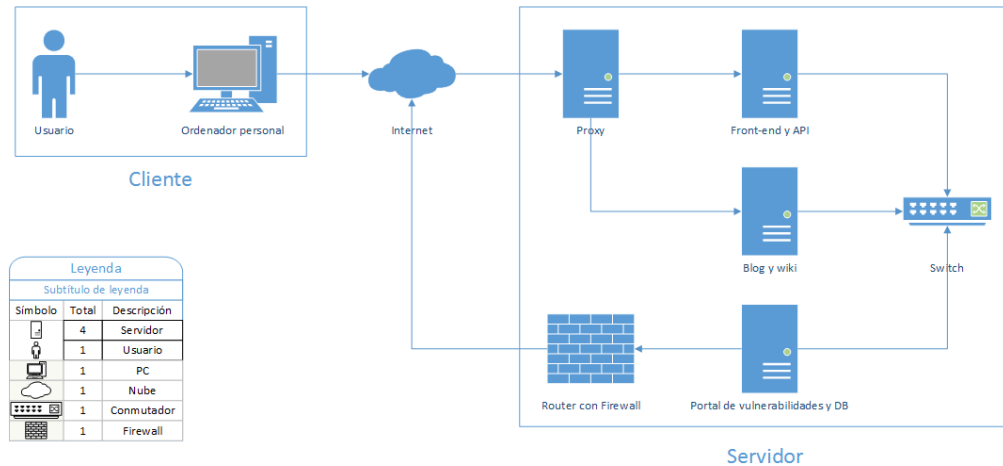 Usuario
Ordenador personal
Internet
Proxy
Front-end y API
Cliente
Blog y wiki
Switch
Leyenda
Subtítulo de leyenda
Símbolo Total Descripción
4 Servidor
1 Usuario
1 PC
1 Nube
1 Conmutador
1 Firewall
Router con Firewall
Portal de vulnerabilidades y DB
Servidor